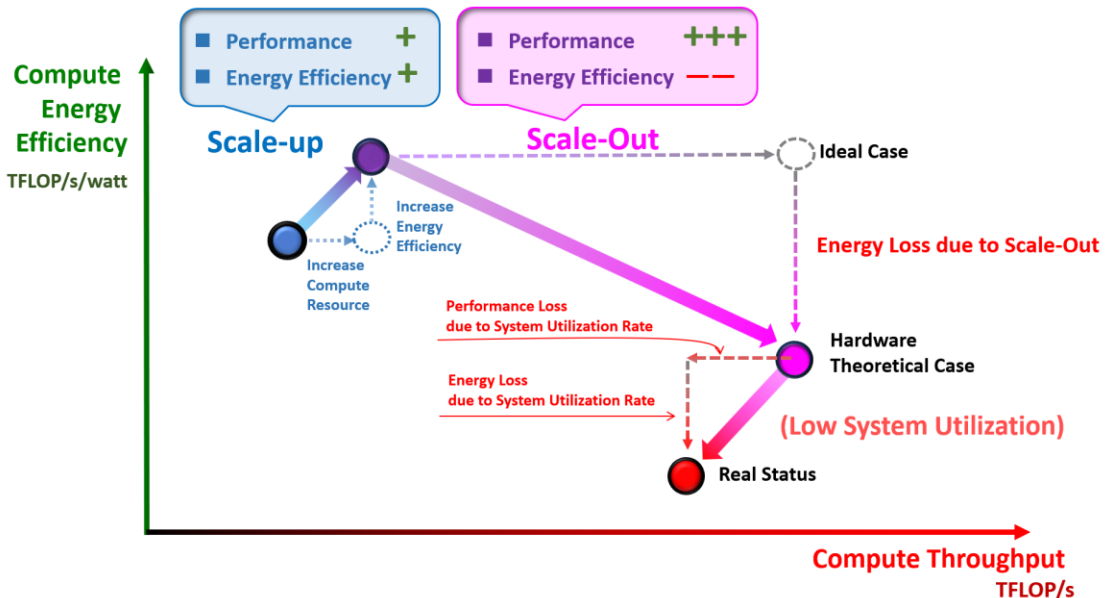 Performance +
Energy Efficiency +
Performance +++
Energy Efficiency — —
Compute
Energy
Efficiency
TFLOP/s/watt
Scale-up
Scale-Out
Ideal Case
Increase
Energy
Efficiency
Increase
Compute
Resource
Energy Loss due to Scale-Out
Performance Loss
due to System Utilization Rate
Hardware
Theoretical Case
Energy Loss
due to System Utilization Rate
(Low System Utilization)
Real Status
Compute Throughput
TFLOP/s